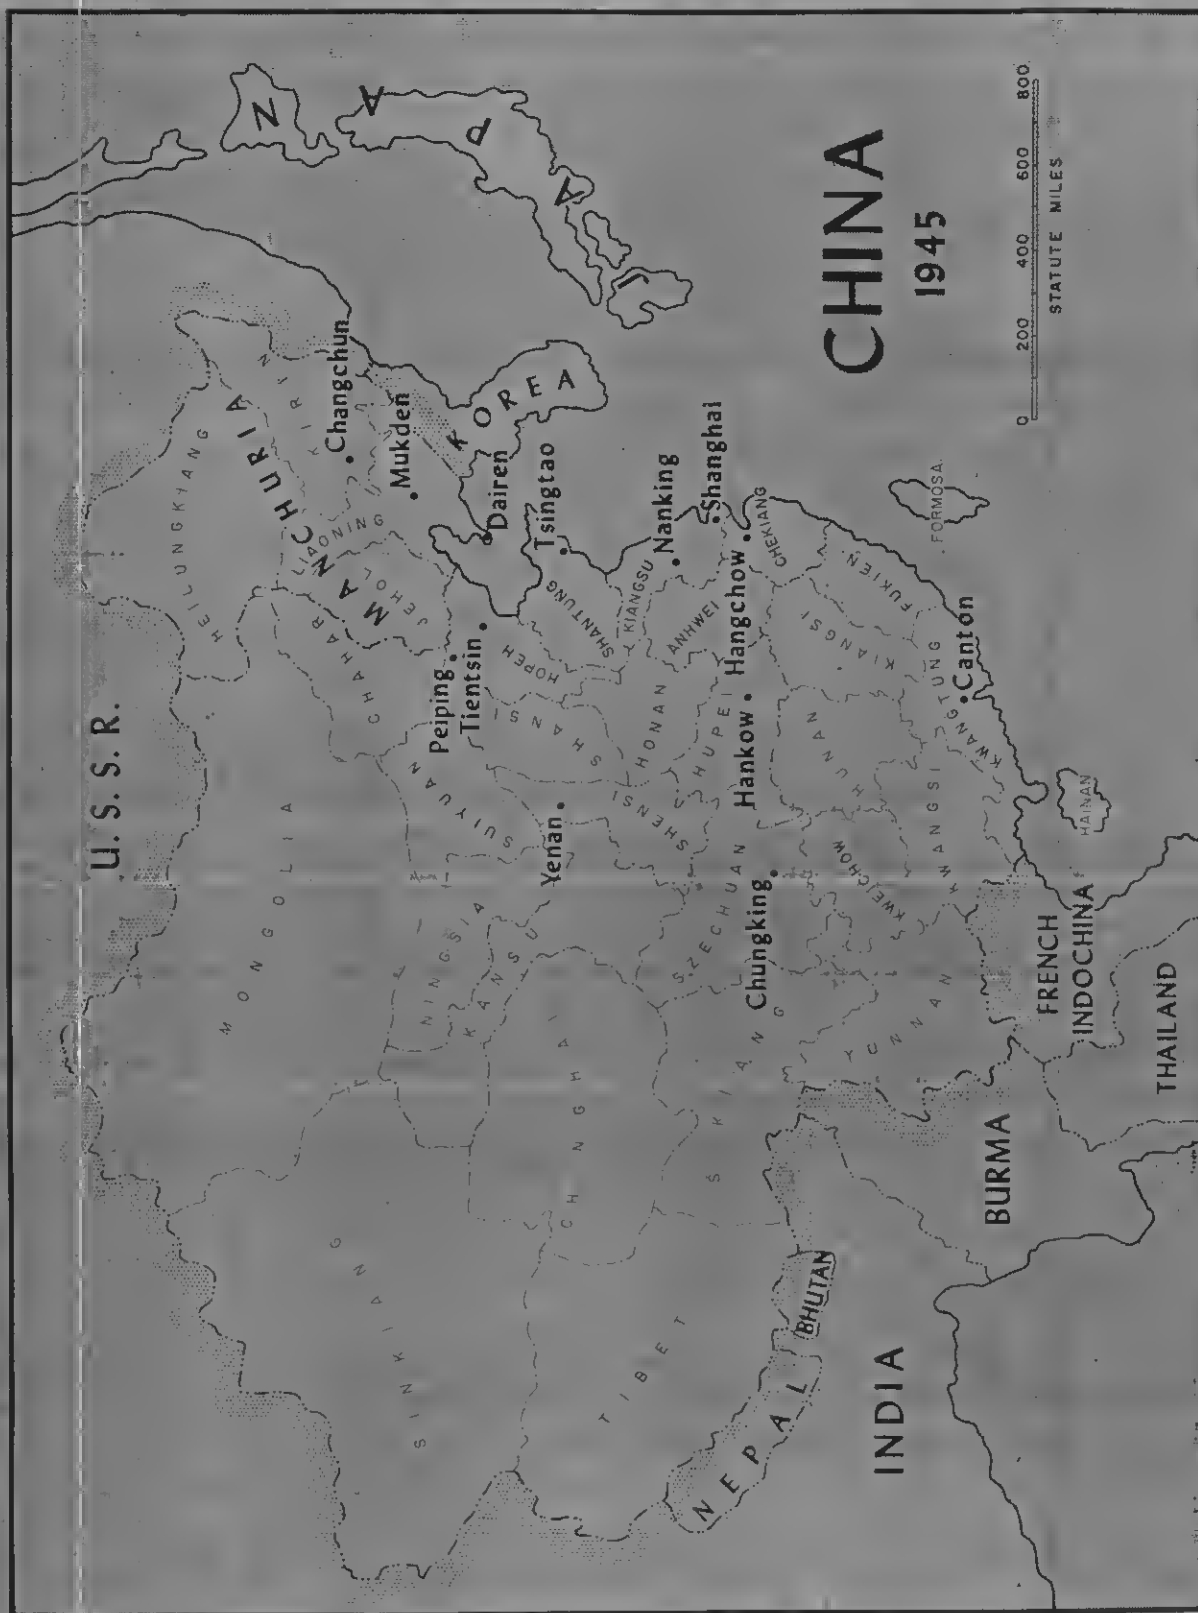 U. S. S. R.
MONGOLIA
HEILUNGKIANG
MANCHURIA
KIRIN
LIAONING
JEHOL
CHAHAR
SUIYUAN
NINGSIA
KANSU
SINKIANG
CHINGHAI
TIBET
SIKIANG
Changchun
Mukden
Dairen
Tsingtao
Peiping
Tientsin
Yenan
KOREA
JAPAN
HOPEH
SHANTUNG
SHANSI
SHENSI
HONAN
KIANGSU
ANHWEI
HUPEI
SZECHUAN
Nanking
Shanghai
Hangchow
Hankow
Chungking
CHEKIANG
KIANGSI
FUKIEN
HUNAN
KWEICHOW
YUNNAN
KWANGSI
KWANGTUNG
Canton
FORMOSA
HAINAN
NEPAL
BHUTAN
INDIA
BURMA
FRENCH
INDOCHINA
THAILAND
CHINA
1945
0 200 400 600 800
STATUTE MILES